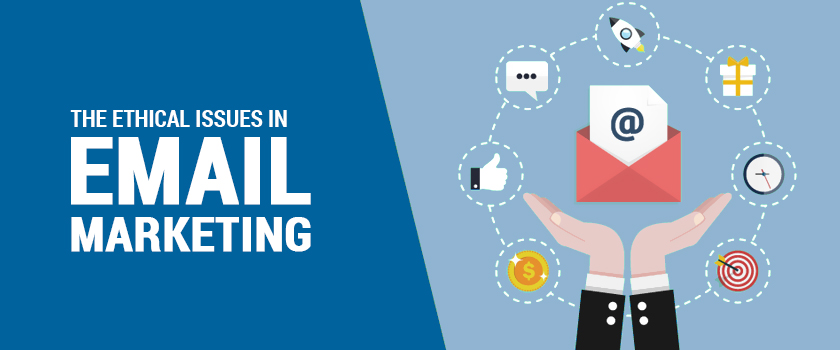 THE ETHICAL ISSUES IN
EMAIL
MARKETING
@
$